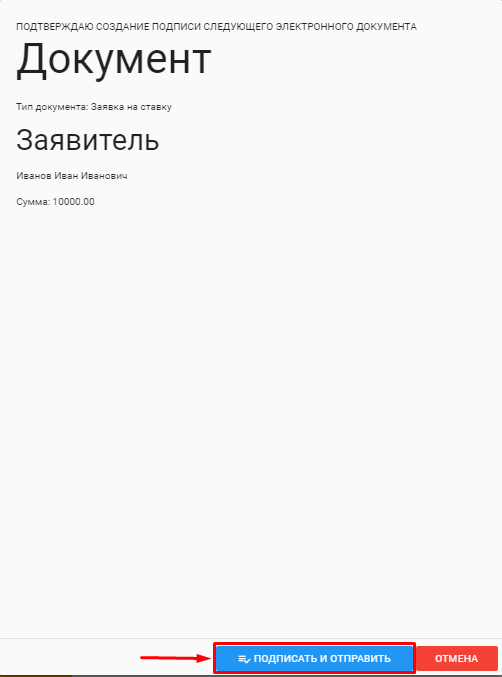 ПОДТВЕРЖДАЮ СОЗДАНИЕ ПОДПИСИ СЛЕДУЮЩЕГО ЭЛЕКТРОННОГО ДОКУМЕНТА
Документ
Тип документа: Заявка на ставку
Заявитель
Иванов Иван Иванович
Сумма: 10000.00
ПОДПИСАТЬ И ОТПРАВИТЬ
ОТМЕНА